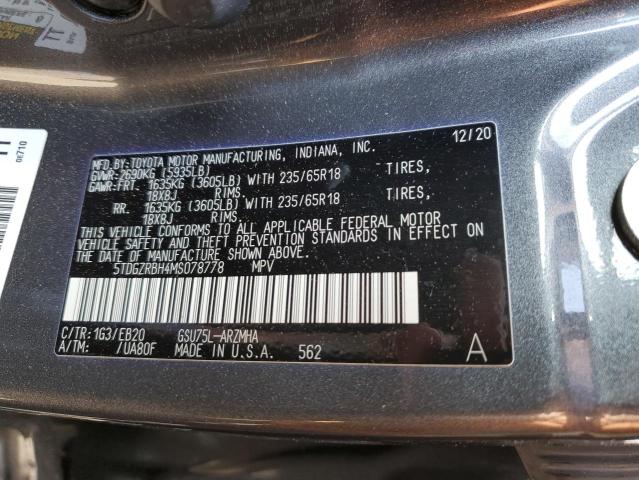 MFD.BY:TOYOTA MOTOR MANUFACTURING, INDIANA, INC. 12/20
GVWR:2690KG (5935LB)
GAWR:FRT. 1635KG (3605LB) WITH 235/65R18 TIRES,
18X8J RIMS
RR. 1635KG (3605LB) WITH 235/65R18 TIRES,
18X8J RIMS
THIS VEHICLE CONFORMS TO ALL APPLICABLE FEDERAL MOTOR
VEHICLE SAFETY AND THEFT PREVENTION STANDARDS IN EFFECT ON
THE DATE OF MANUFACTURE SHOWN ABOVE.
5TDGZRBH4MS078778 MPV
C/TR:1G3/EB20 GSU75L-ARZMHA
A/TM: /UA80F MADE IN U.S.A. 562 A
0E710
TT